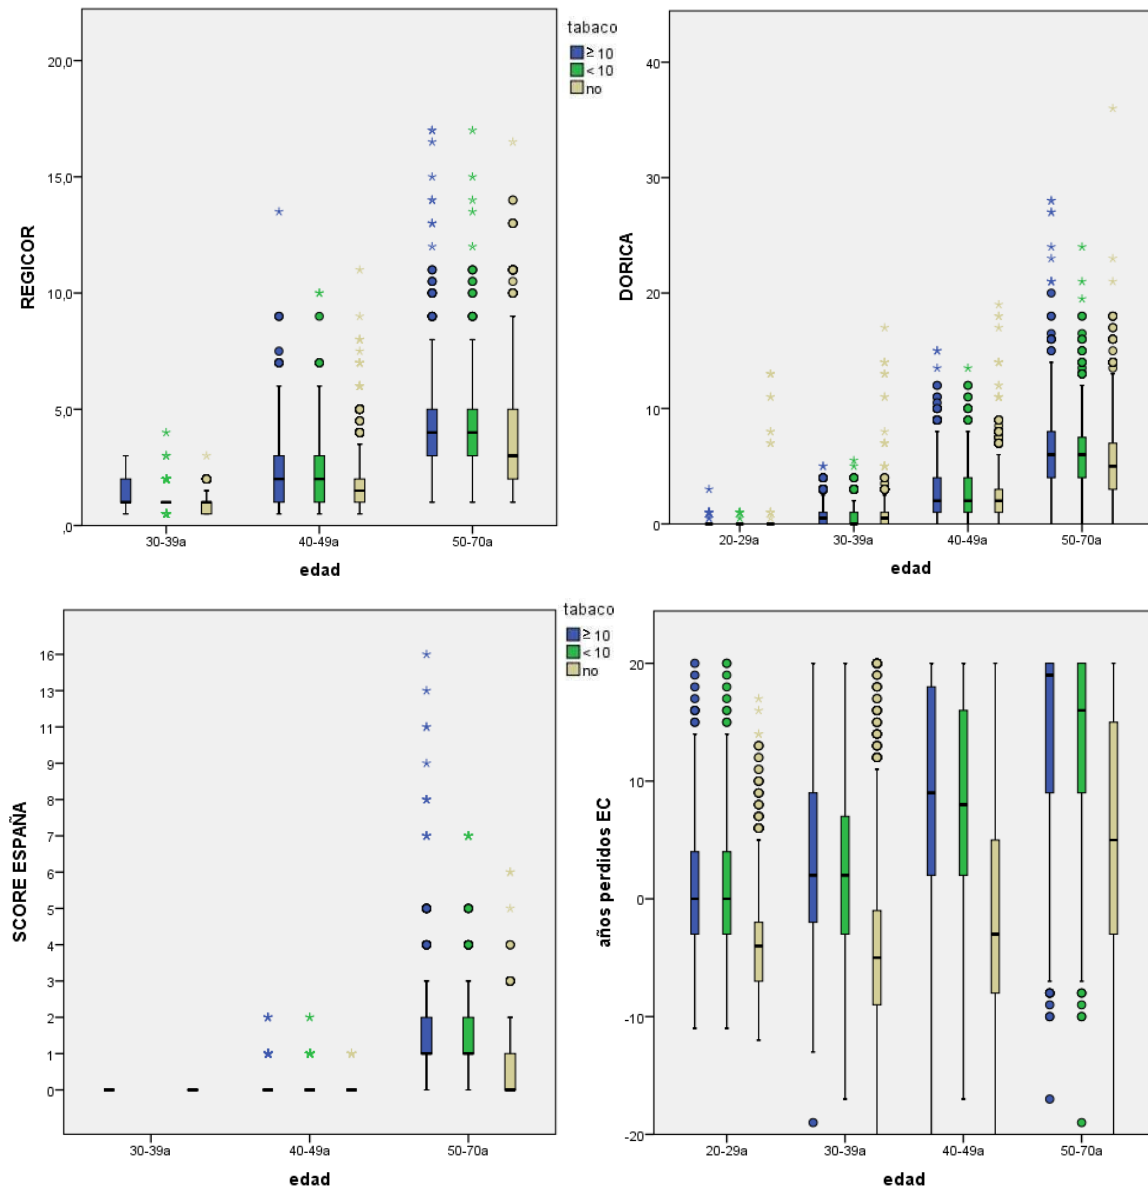 tabaco
≥ 10
< 10
no
REGICOR
20,0
15,0
10,0
5,0
,0
30-39a
40-49a
50-70a
edad
DORICA
40
30
20
10
0
20-29a
30-39a
40-49a
50-70a
edad
tabaco
≥ 10
< 10
no
SCORE ESPAÑA
16
13
11
9
8
7
5
4
3
2
1
0
30-39a
40-49a
50-70a
edad
años perdidos EC
20
10
0
-10
-20
20-29a
30-39a
40-49a
50-70a
edad